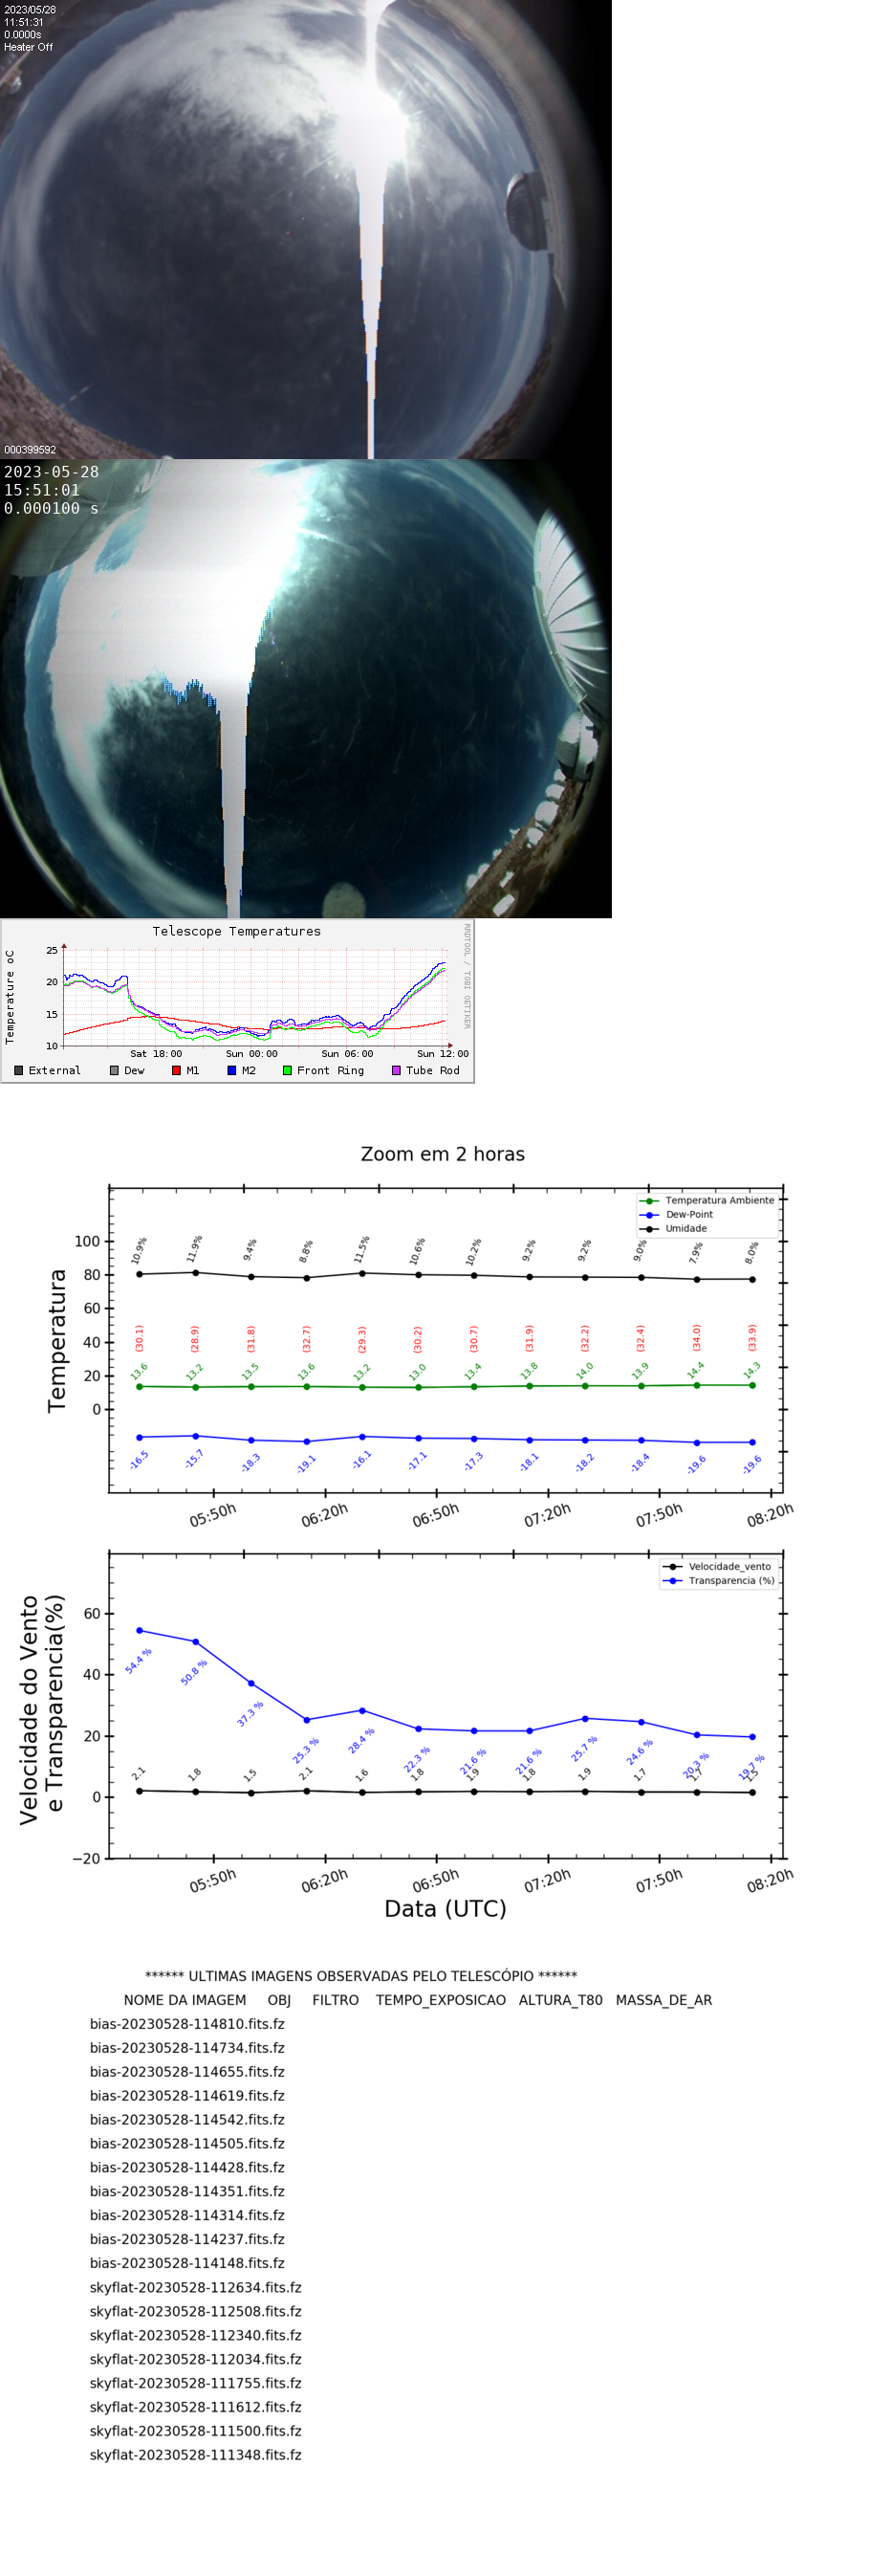 2023/05/28
11:51:31
0.0000s
Heater Off
000399592
2023-05-28
15:51:01
0.000100 s
Telescope Temperatures
RRDTOOL / TOBI OETIKER
Temperature oC
25
20
15
10
Sat 18:00 Sun 00:00 Sun 06:00 Sun 12:00
External Dew M1 M2 Front Ring Tube Rod
Zoom em 2 horas
Temperatura Ambiente
Dew-Point
Umidade
Temperatura
100
80
60
40
20
0
10.9% 11.9% 9.4% 8.8% 11.5% 10.6% 10.2% 9.2% 9.2% 9.0% 7.9% 8.0%
(30.1) (28.9) (31.8) (32.7) (29.3) (30.2) (30.7) (31.9) (32.2) (32.4) (34.0) (33.9)
13.6 13.2 13.5 13.6 13.2 13.0 13.4 13.8 14.0 13.9 14.4 14.3
-16.5 -15.7 -18.3 -19.1 -16.1 -17.1 -17.3 -18.1 -18.2 -18.4 -19.6 -19.6
05:50h 06:20h 06:50h 07:20h 07:50h 08:20h
Velocidade_vento
Transparencia (%)
Velocidade do Vento
e Transparencia(%)
60
40
20
0
−20
54.4 % 50.8 % 37.3 % 25.3 % 28.4 % 22.3 % 21.6 % 21.6 % 25.7 % 24.6 % 20.3 % 19.7 %
2.1 1.8 1.5 2.1 1.6 1.8 1.9 1.8 1.9 1.7 1.7 1.5
05:50h 06:20h 06:50h 07:20h 07:50h 08:20h
Data (UTC)
****** ULTIMAS IMAGENS OBSERVADAS PELO TELESCÓPIO ******
NOME DA IMAGEM OBJ FILTRO TEMPO_EXPOSICAO ALTURA_T80 MASSA_DE_AR
bias-20230528-114810.fits.fz
bias-20230528-114734.fits.fz
bias-20230528-114655.fits.fz
bias-20230528-114619.fits.fz
bias-20230528-114542.fits.fz
bias-20230528-114505.fits.fz
bias-20230528-114428.fits.fz
bias-20230528-114351.fits.fz
bias-20230528-114314.fits.fz
bias-20230528-114237.fits.fz
bias-20230528-114148.fits.fz
skyflat-20230528-112634.fits.fz
skyflat-20230528-112508.fits.fz
skyflat-20230528-112340.fits.fz
skyflat-20230528-112034.fits.fz
skyflat-20230528-111755.fits.fz
skyflat-20230528-111612.fits.fz
skyflat-20230528-111500.fits.fz
skyflat-20230528-111348.fits.fz